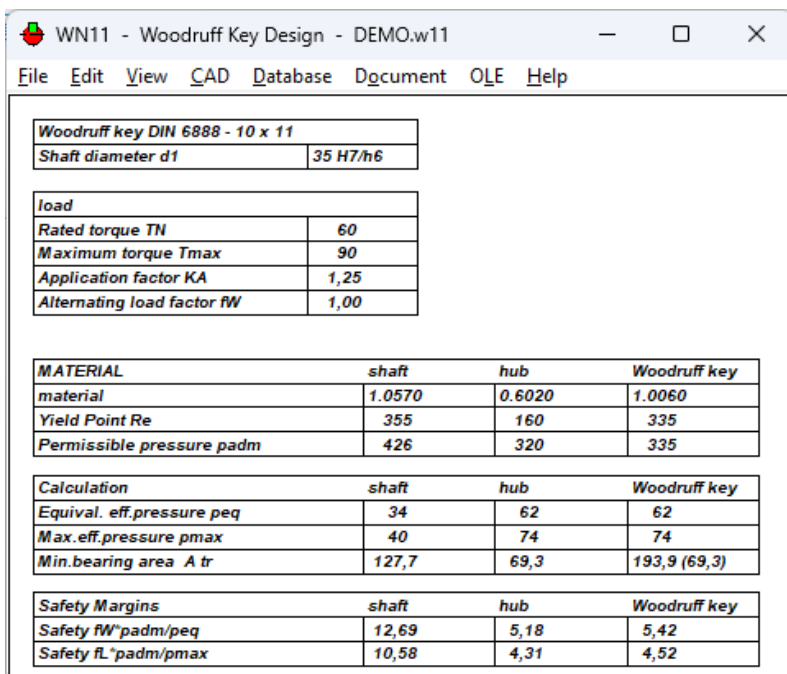 WN11 - Woodruff Key Design - DEMO.w11
File Edit View CAD Database Document OLE Help
Woodruff key DIN 6888 - 10 x 11
Shaft diameter d1 35 H7/h6
load
Rated torque TN 60
Maximum torque Tmax 90
Application factor KA 1,25
Alternating load factor fW 1,00
MATERIAL shaft hub Woodruff key
material 1.0570 0.6020 1.0060
Yield Point Re 355 160 335
Permissible pressure padm 426 320 335
Calculation shaft hub Woodruff key
Equival. eff.pressure peq 34 62 62
Max.eff.pressure pmax 40 74 74
Min.bearing area A tr 127,7 69,3 193,9 (69,3)
Safety Margins shaft hub Woodruff key
Safety fW*padm/peq 12,69 5,18 5,42
Safety fL*padm/pmax 10,58 4,31 4,52